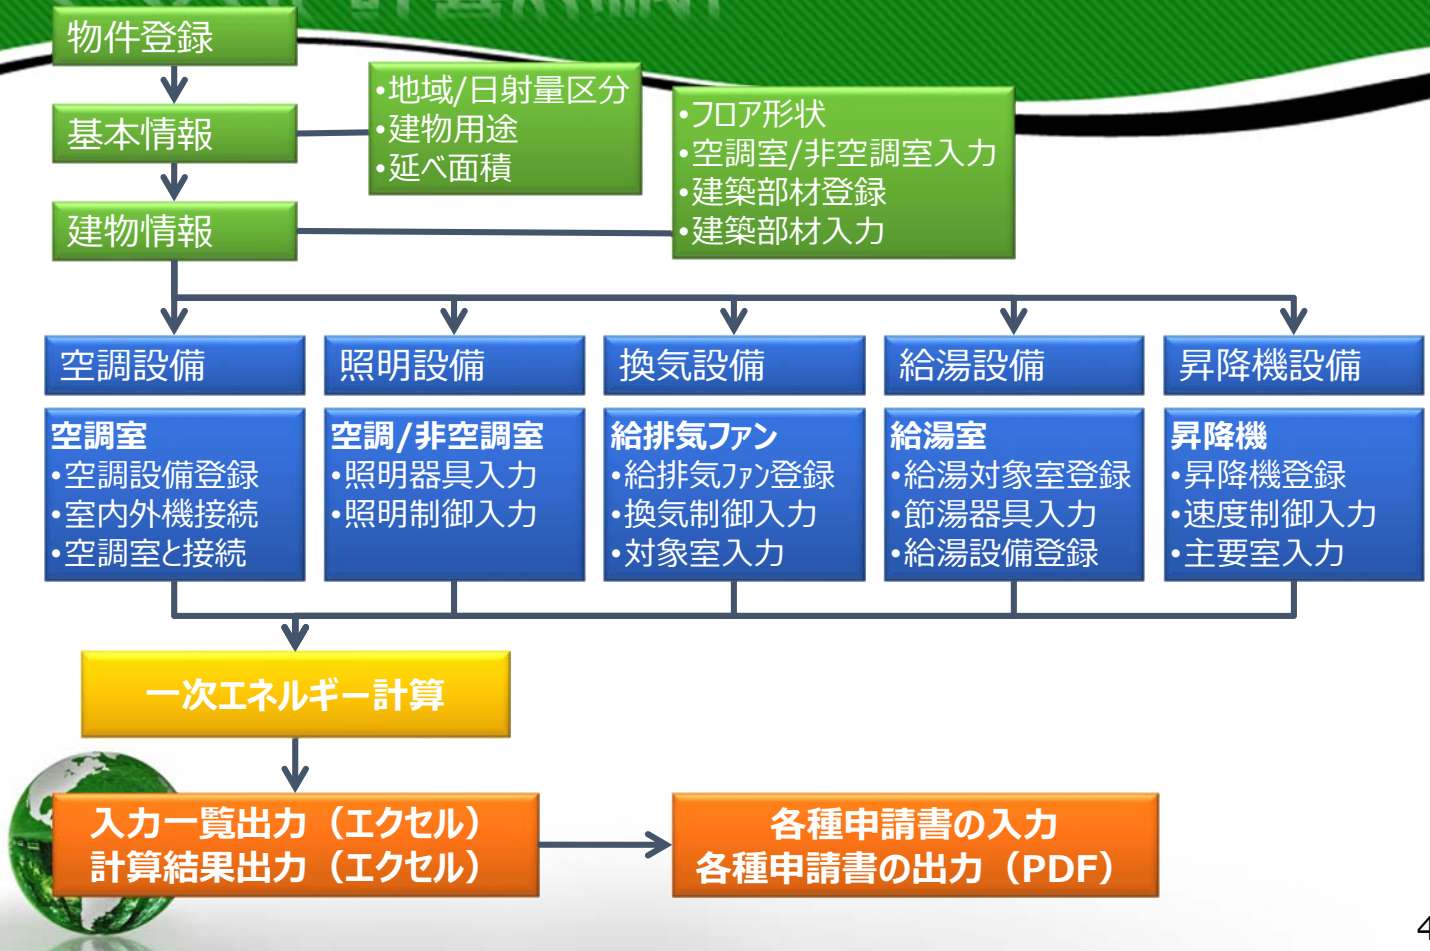 物件登録
基本情報
•地域/日射量区分
•建物用途
•延べ面積
建物情報
•フロア形状
•空調室/非空調室入力
•建築部材登録
•建築部材入力
空調設備
照明設備
換気設備
給湯設備
昇降機設備
空調室
•空調設備登録
•室内外機接続
•空調室と接続
空調/非空調室
•照明器具入力
•照明制御入力
給排気ファン
•給排気ファン登録
•換気制御入力
•対象室入力
給湯室
•給湯対象室登録
•節湯器具入力
•給湯設備登録
昇降機
•昇降機登録
•速度制御入力
•主要室入力
一次エネルギー計算
入力一覧出力（エクセル）
計算結果出力（エクセル）
各種申請書の入力
各種申請書の出力（PDF）
4